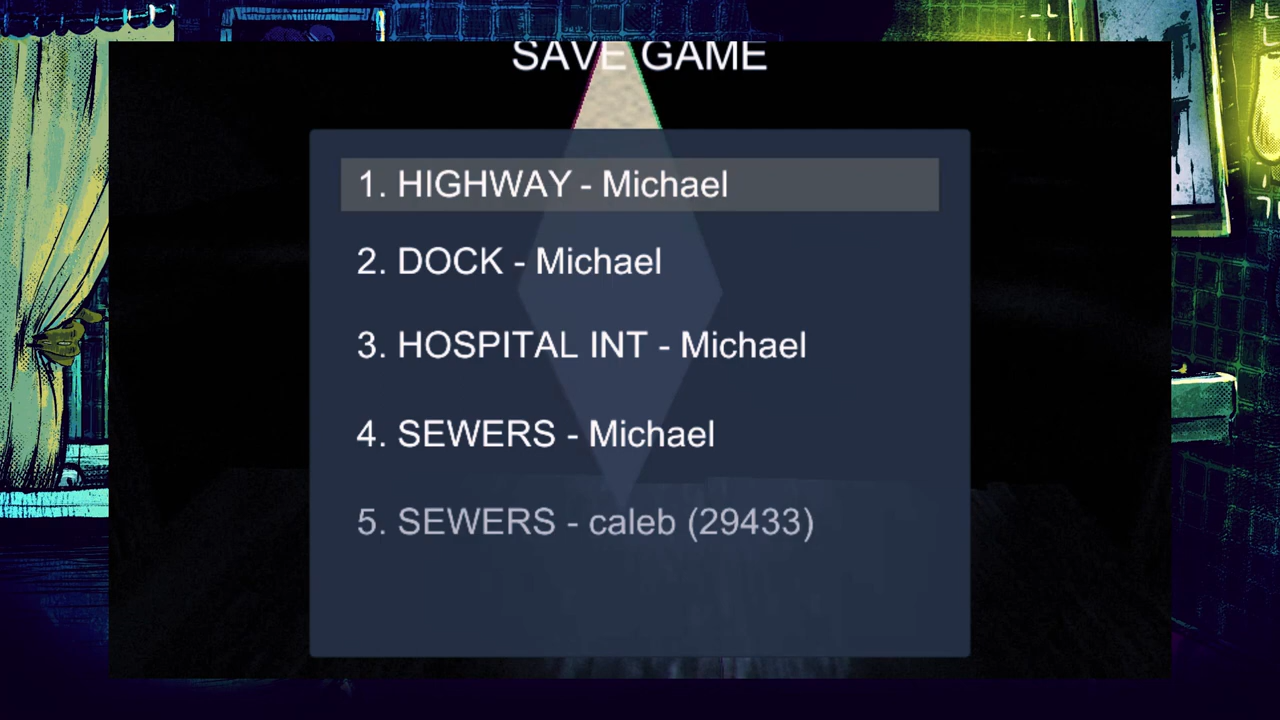 SAVE GAME
1. HIGHWAY - Michael
2. DOCK - Michael
3. HOSPITAL INT - Michael
4. SEWERS - Michael
5. SEWERS - caleb (29433)